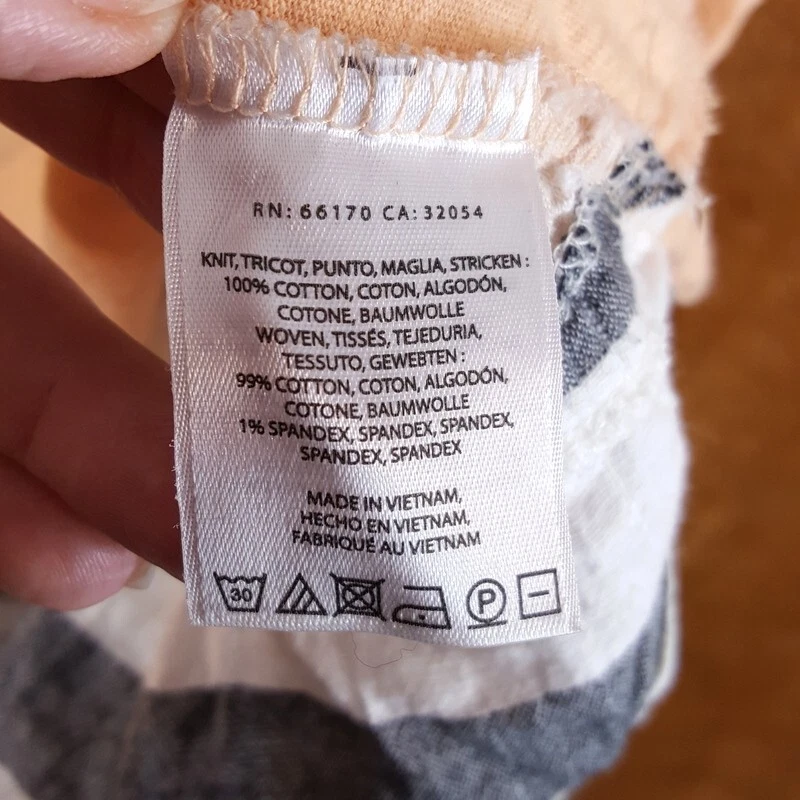 RN: 66170 CA: 32054
KNIT, TRICOT, PUNTO, MAGLIA, STRICKEN :
100% COTTON, COTON, ALGODÓN,
COTONE, BAUMWOLLE
WOVEN, TISSÉS, TEJEDURIA,
TESSUTO, GEWEBTEN :
99% COTTON, COTON, ALGODÓN,
COTONE, BAUMWOLLE
1% SPANDEX, SPANDEX, SPANDEX,
SPANDEX, SPANDEX
MADE IN VIETNAM,
HECHO EN VIETNAM,
FABRIQUÉ AU VIETNAM
30 P